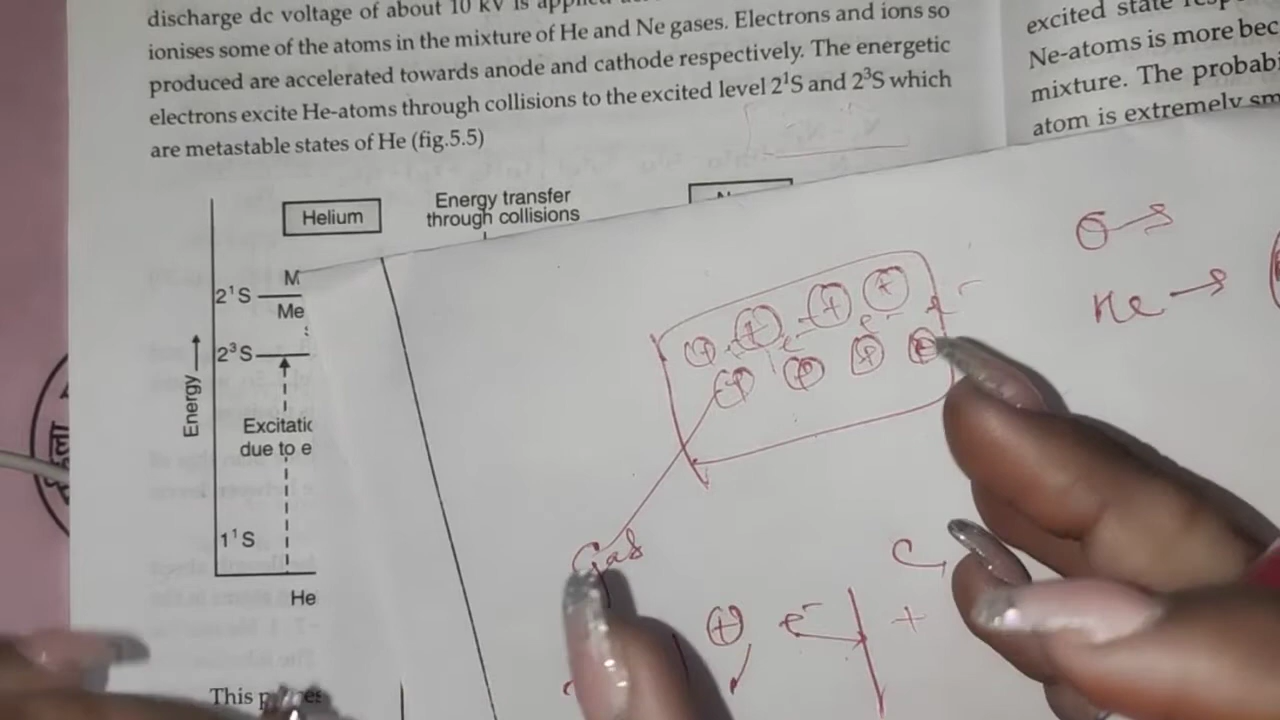 discharge dc voltage of about 10 kV is
ionises some of the atoms in the mixture of He and Ne gases. Electrons and ions so
produced are accelerated towards anode and cathode respectively. The energetic
electrons excite He-atoms through collisions to the excited level 2¹S and 2³S which
are metastable states of He (fig.5.5)
excited state
Ne-atoms is more bec
mixture. The probabi
atom is extremely sm
Helium
Energy transfer
through collisions
2¹S
M
Me
2³S
Energy
Excitatic
due to e
1¹S
He
This
He
Gas
+ + + +
e⁻ e⁻
+ + +
+ e⁻ +